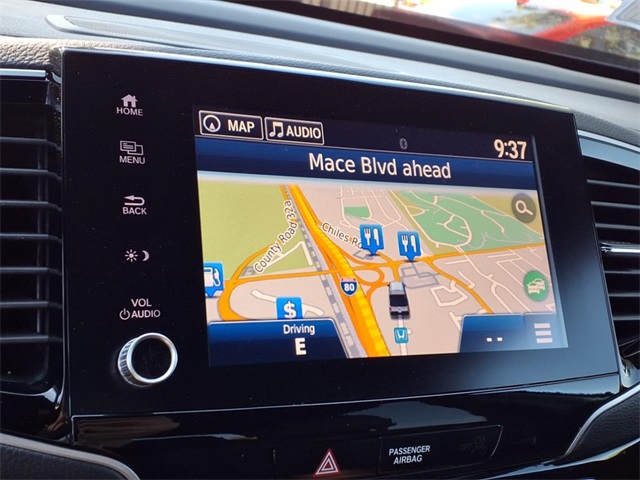 HOME
MENU
BACK
VOL
AUDIO
MAP
AUDIO
9:37
Mace Blvd ahead
County Road 32a
Chiles Ro
80
$
Driving
E
--
PASSENGER
AIRBAG